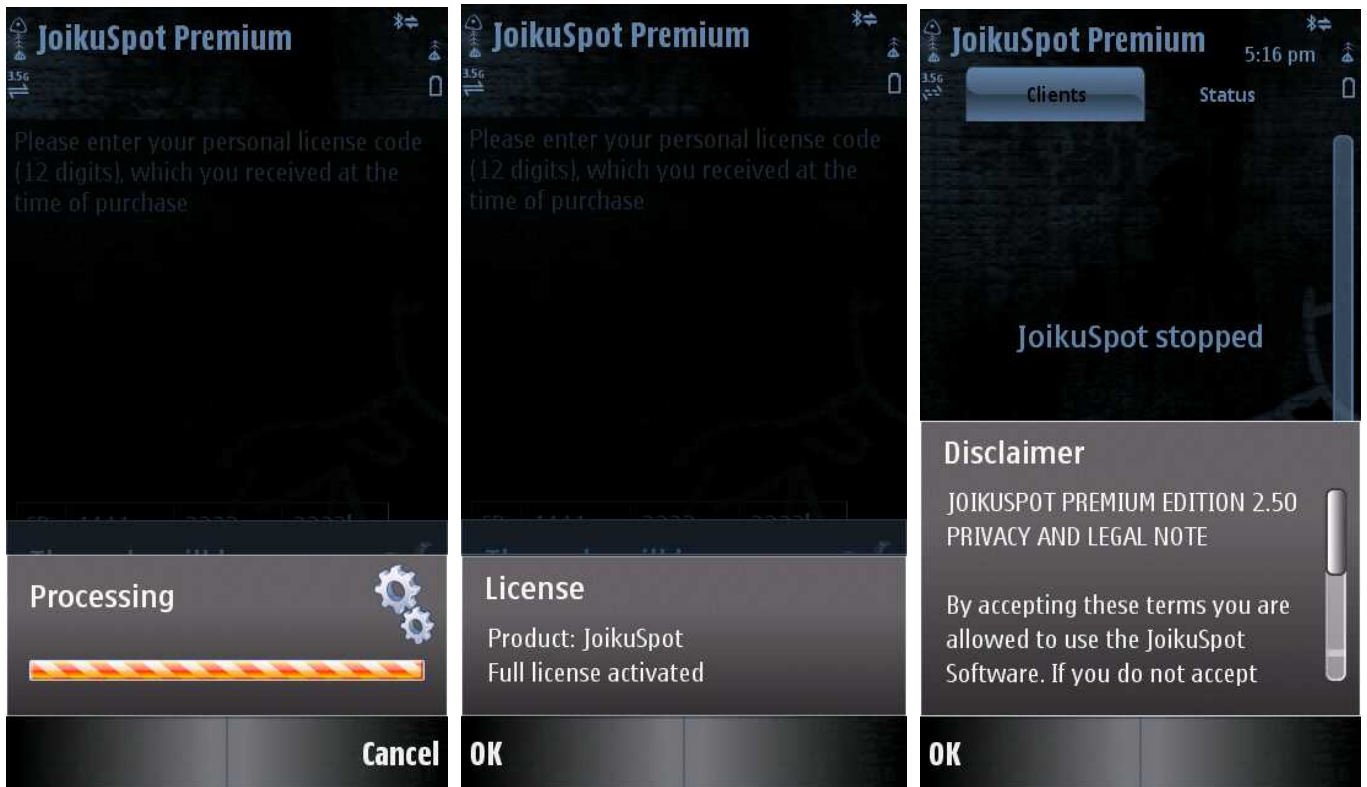 JoikuSpot Premium
3.5G
Please enter your personal license code
(12 digits), which you received at the
time of purchase
Processing
Cancel
JoikuSpot Premium
3.5G
Please enter your personal license code
(12 digits), which you received at the
time of purchase
License
Product: JoikuSpot
Full license activated
OK
JoikuSpot Premium
5:16 pm
3.5G
Clients
Status
JoikuSpot stopped
Disclaimer
JOIKUSPOT PREMIUM EDITION 2.50
PRIVACY AND LEGAL NOTE
By accepting these terms you are
allowed to use the JoikuSpot
Software. If you do not accept
OK